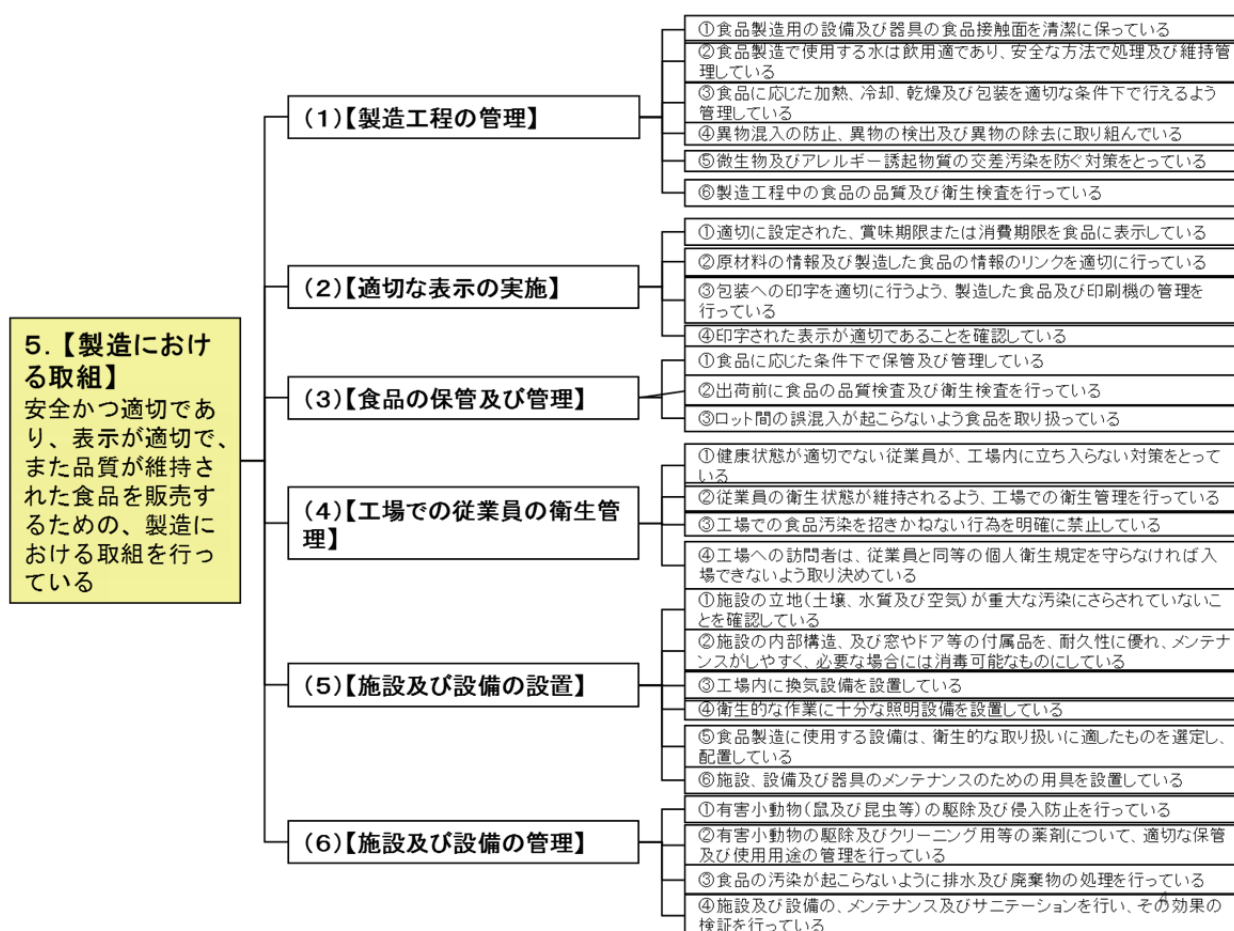 5.【製造におけ
る取組】
安全かつ適切であ
り、表示が適切で、
また品質が維持さ
れた食品を販売す
るための、製造に
おける取組を行っ
ている
(1)【製造工程の管理】
①食品製造用の設備及び器具の食品接触面を清潔に保っている
②食品製造で使用する水は飲用適であり、安全な方法で処理及び維持管
理している
③食品に応じた加熱、冷却、乾燥及び包装を適切な条件下で行えるよう
管理している
④異物混入の防止、異物の検出及び異物の除去に取り組んでいる
⑤微生物及びアレルギー誘起物質の交差汚染を防ぐ対策をとっている
⑥製造工程中の食品の品質及び衛生検査を行っている
(2)【適切な表示の実施】
①適切に設定された、賞味期限または消費期限を食品に表示している
②原材料の情報及び製造した食品の情報のリンクを適切に行っている
③包装への印字を適切に行うよう、製造した食品及び印刷機の管理を
行っている
④印字された表示が適切であることを確認している
(3)【食品の保管及び管理】
①食品に応じた条件下で保管及び管理している
②出荷前に食品の品質検査及び衛生検査を行っている
③ロット間の誤混入が起こらないよう食品を取り扱っている
(4)【工場での従業員の衛生管
理】
①健康状態が適切でない従業員が、工場内に立ち入らない対策をとって
いる
②従業員の衛生状態が維持されるよう、工場での衛生管理を行っている
③工場での食品汚染を招きかねない行為を明確に禁止している
④工場への訪問者は、従業員と同等の個人衛生規定を守らなければ入
場できないよう取り決めている
(5)【施設及び設備の設置】
①施設の立地(土壌、水質及び空気)が重大な汚染にさらされていないこ
とを確認している
②施設の内部構造、及び窓やドア等の付属品を、耐久性に優れ、メンテナ
ンスがしやすく、必要な場合には消毒可能なものにしている
③工場内に換気設備を設置している
④衛生的な作業に十分な照明設備を設置している
⑤食品製造に使用する設備は、衛生的な取り扱いに適したものを選定し、
配置している
⑥施設、設備及び器具のメンテナンスのための用具を設置している
(6)【施設及び設備の管理】
①有害小動物(鼠及び昆虫等)の駆除及び侵入防止を行っている
②有害小動物の駆除及びクリーニング用等の薬剤について、適切な保管
及び使用用途の管理を行っている
③食品の汚染が起こらないように排水及び廃棄物の処理を行っている
④施設及び設備の、メンテナンス及びサニテーションを行い、その効果の
検証を行っている